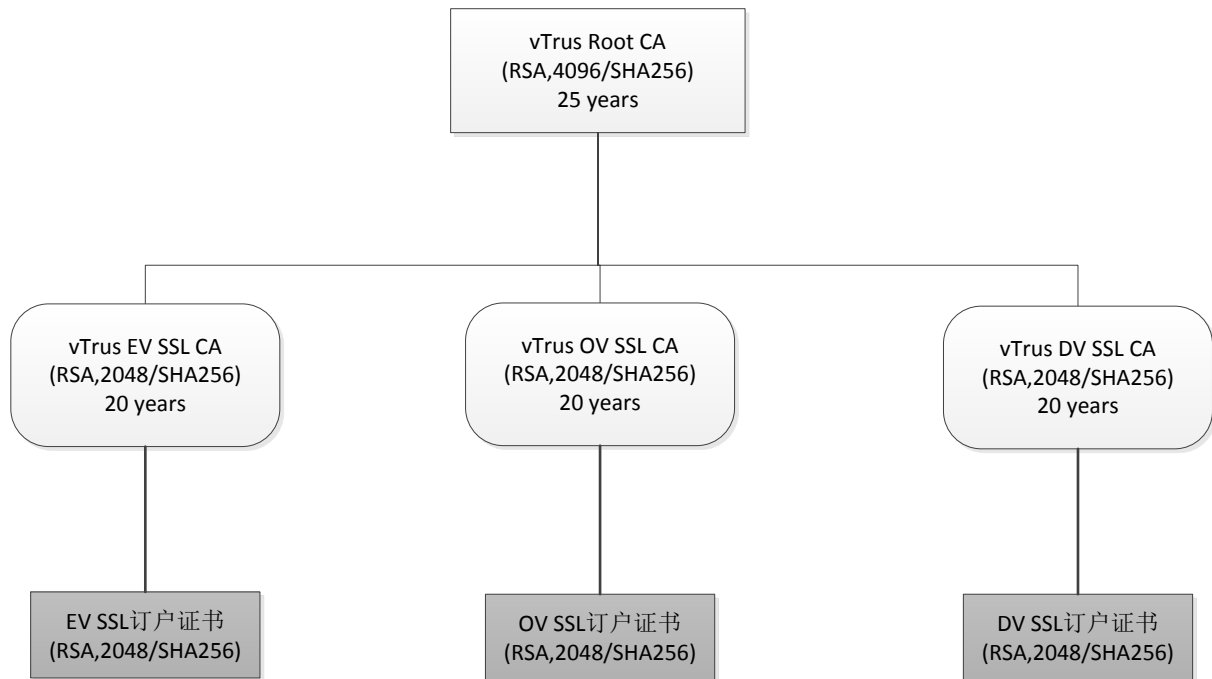 vTrus Root CA
(RSA,4096/SHA256)
25 years
vTrus EV SSL CA
(RSA,2048/SHA256)
20 years
vTrus OV SSL CA
(RSA,2048/SHA256)
20 years
vTrus DV SSL CA
(RSA,2048/SHA256)
20 years
EV SSL订户证书
(RSA,2048/SHA256)
OV SSL订户证书
(RSA,2048/SHA256)
DV SSL订户证书
(RSA,2048/SHA256)